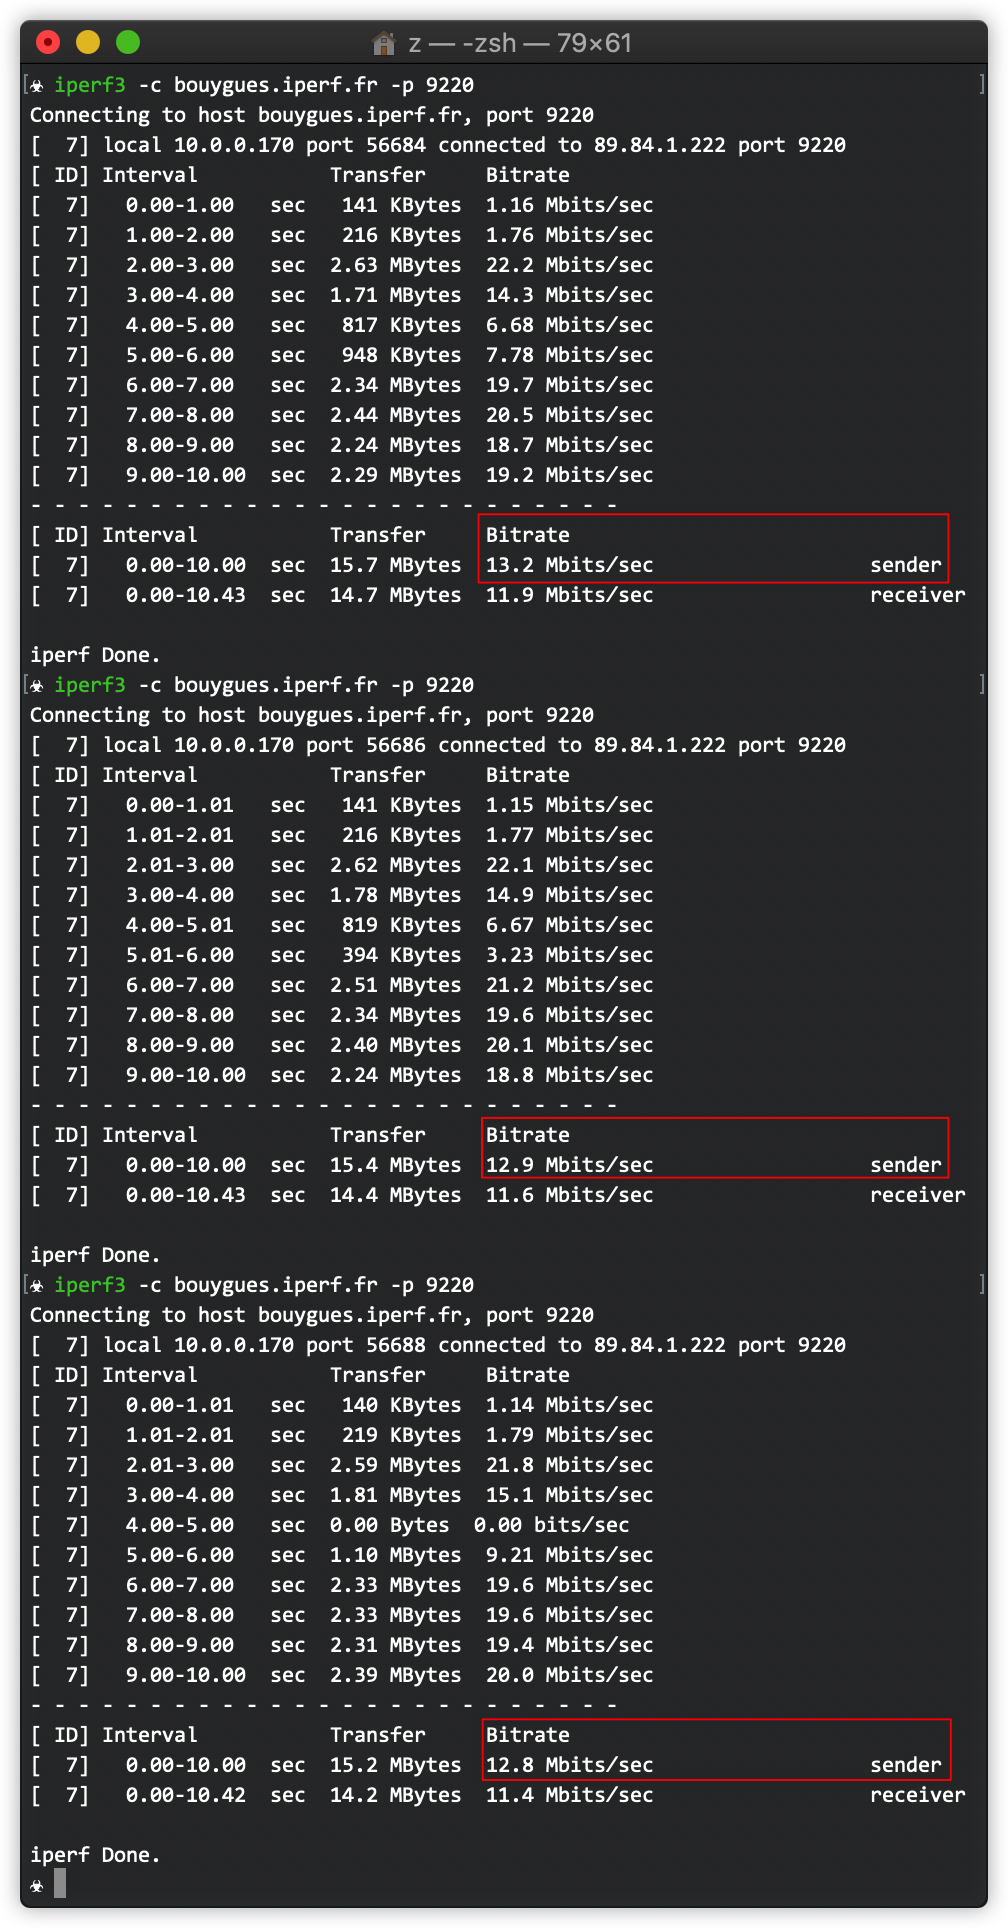 z — -zsh — 79×61
[☣ iperf3 -c bouygues.iperf.fr -p 9220 ]
Connecting to host bouygues.iperf.fr, port 9220
[  7] local 10.0.0.170 port 56684 connected to 89.84.1.222 port 9220
[ ID] Interval           Transfer     Bitrate
[  7]   0.00-1.00   sec   141 KBytes  1.16 Mbits/sec
[  7]   1.00-2.00   sec   216 KBytes  1.76 Mbits/sec
[  7]   2.00-3.00   sec  2.63 MBytes  22.2 Mbits/sec
[  7]   3.00-4.00   sec  1.71 MBytes  14.3 Mbits/sec
[  7]   4.00-5.00   sec   817 KBytes  6.68 Mbits/sec
[  7]   5.00-6.00   sec   948 KBytes  7.78 Mbits/sec
[  7]   6.00-7.00   sec  2.34 MBytes  19.7 Mbits/sec
[  7]   7.00-8.00   sec  2.44 MBytes  20.5 Mbits/sec
[  7]   8.00-9.00   sec  2.24 MBytes  18.7 Mbits/sec
[  7]   9.00-10.00  sec  2.29 MBytes  19.2 Mbits/sec
- - - - - - - - - - - - - - - - - - - - - - - - -
[ ID] Interval           Transfer     Bitrate
[  7]   0.00-10.00  sec  15.7 MBytes  13.2 Mbits/sec                  sender
[  7]   0.00-10.43  sec  14.7 MBytes  11.9 Mbits/sec                  receiver
iperf Done.
[☣ iperf3 -c bouygues.iperf.fr -p 9220 ]
Connecting to host bouygues.iperf.fr, port 9220
[  7] local 10.0.0.170 port 56686 connected to 89.84.1.222 port 9220
[ ID] Interval           Transfer     Bitrate
[  7]   0.00-1.01   sec   141 KBytes  1.15 Mbits/sec
[  7]   1.01-2.01   sec   216 KBytes  1.77 Mbits/sec
[  7]   2.01-3.00   sec  2.62 MBytes  22.1 Mbits/sec
[  7]   3.00-4.00   sec  1.78 MBytes  14.9 Mbits/sec
[  7]   4.00-5.01   sec   819 KBytes  6.67 Mbits/sec
[  7]   5.01-6.00   sec   394 KBytes  3.23 Mbits/sec
[  7]   6.00-7.00   sec  2.51 MBytes  21.2 Mbits/sec
[  7]   7.00-8.00   sec  2.34 MBytes  19.6 Mbits/sec
[  7]   8.00-9.00   sec  2.40 MBytes  20.1 Mbits/sec
[  7]   9.00-10.00  sec  2.24 MBytes  18.8 Mbits/sec
- - - - - - - - - - - - - - - - - - - - - - - - -
[ ID] Interval           Transfer     Bitrate
[  7]   0.00-10.00  sec  15.4 MBytes  12.9 Mbits/sec                  sender
[  7]   0.00-10.43  sec  14.4 MBytes  11.6 Mbits/sec                  receiver
iperf Done.
[☣ iperf3 -c bouygues.iperf.fr -p 9220 ]
Connecting to host bouygues.iperf.fr, port 9220
[  7] local 10.0.0.170 port 56688 connected to 89.84.1.222 port 9220
[ ID] Interval           Transfer     Bitrate
[  7]   0.00-1.01   sec   140 KBytes  1.14 Mbits/sec
[  7]   1.01-2.01   sec   219 KBytes  1.79 Mbits/sec
[  7]   2.01-3.00   sec  2.59 MBytes  21.8 Mbits/sec
[  7]   3.00-4.00   sec  1.81 MBytes  15.1 Mbits/sec
[  7]   4.00-5.00   sec  0.00 Bytes  0.00 bits/sec
[  7]   5.00-6.00   sec  1.10 MBytes  9.21 Mbits/sec
[  7]   6.00-7.00   sec  2.33 MBytes  19.6 Mbits/sec
[  7]   7.00-8.00   sec  2.33 MBytes  19.6 Mbits/sec
[  7]   8.00-9.00   sec  2.31 MBytes  19.4 Mbits/sec
[  7]   9.00-10.00  sec  2.39 MBytes  20.0 Mbits/sec
- - - - - - - - - - - - - - - - - - - - - - - - -
[ ID] Interval           Transfer     Bitrate
[  7]   0.00-10.00  sec  15.2 MBytes  12.8 Mbits/sec                  sender
[  7]   0.00-10.42  sec  14.2 MBytes  11.4 Mbits/sec                  receiver
iperf Done.
☣